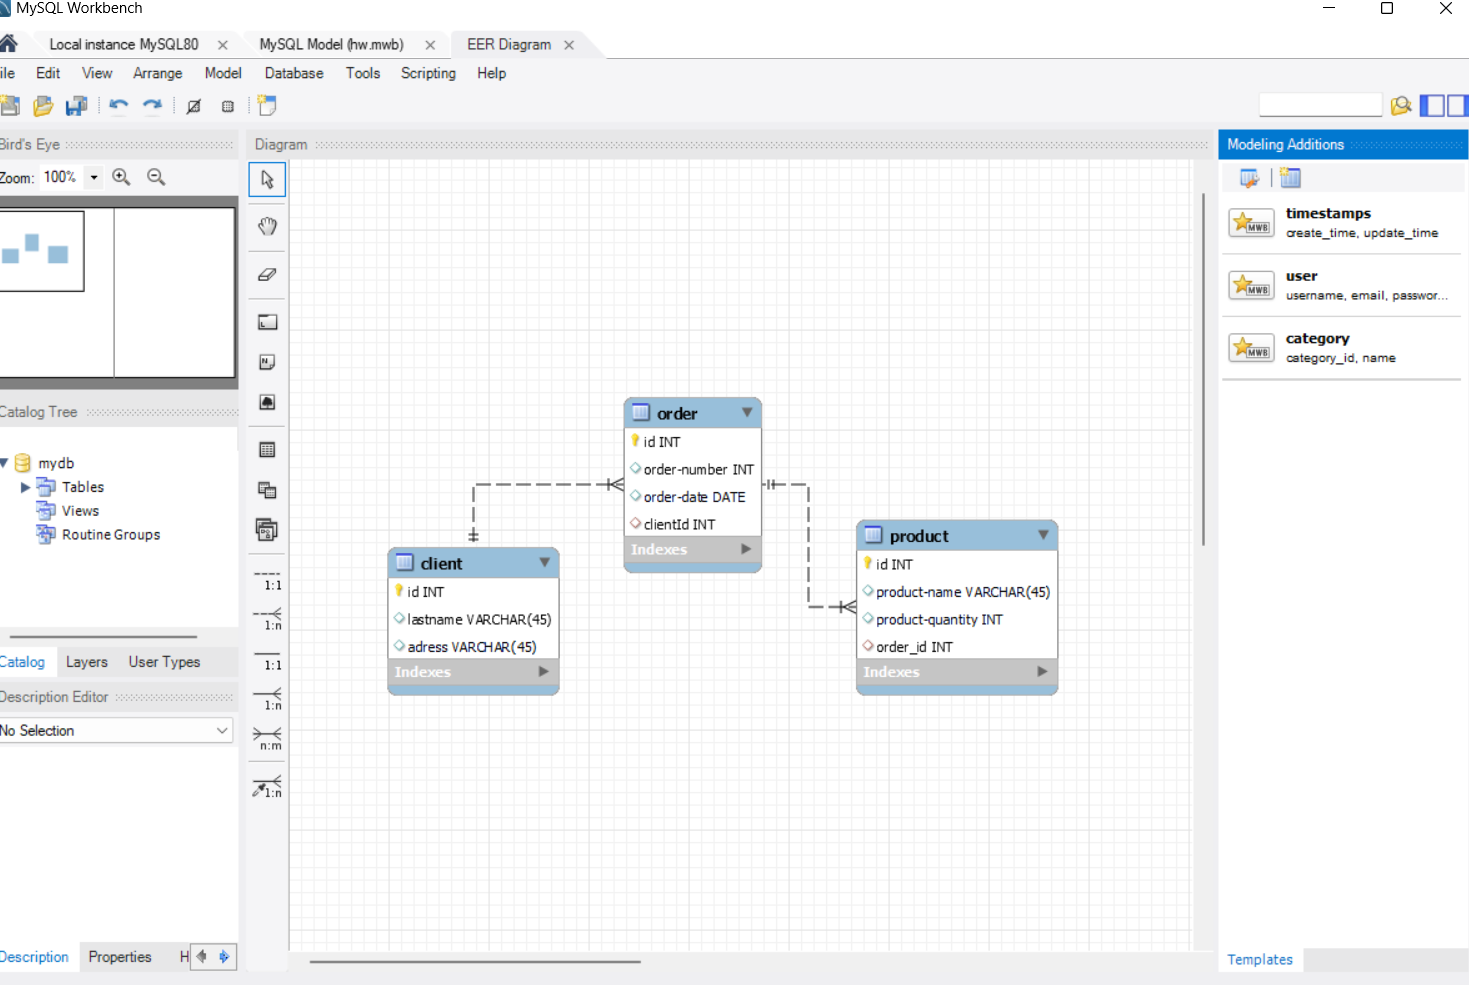 MySQL Workbench
Local instance MySQL80
MySQL Model (hw.mwb)
EER Diagram
ile Edit View Arrange Model Database Tools Scripting Help
Bird's Eye
Diagram
Modeling Additions
Zoom: 100%
timestamps
create_time, update_time
user
username, email, passwor...
category
category_id, name
Catalog Tree
mydb
Tables
Views
Routine Groups
Catalog Layers User Types
Description Editor
No Selection
Description Properties H
1:1
1:n
1:1
1:n
n:m
1:n
order
id INT
order-number INT
order-date DATE
clientId INT
Indexes
client
id INT
lastname VARCHAR(45)
adress VARCHAR(45)
Indexes
product
id INT
product-name VARCHAR(45)
product-quantity INT
order_id INT
Indexes
Templates